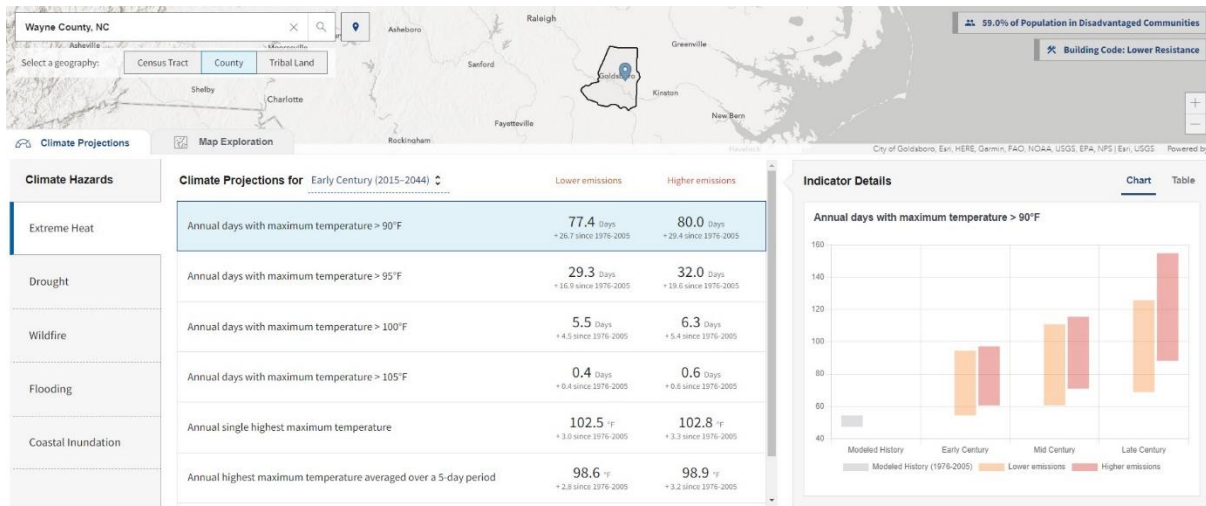 Wayne County, NC
Select a geography:
Census Tract
County
Tribal Land
Asheville
Mooresville
Shelby
Charlotte
Rockingham
Asheboro
Sanford
Fayetteville
Raleigh
Goldsboro
Greenville
Kinston
New Bern
Havelock
59.0% of Population in Disadvantaged Communities
Building Code: Lower Resistance
+
−
City of Goldsboro, Esri, HERE, Garmin, FAO, NOAA, USGS, EPA, NPS | Esri, USGS Powered by
Climate Projections
Map Exploration
Climate Hazards
Extreme Heat
Drought
Wildfire
Flooding
Coastal Inundation
Climate Projections for Early Century (2015–2044)
Lower emissions
Higher emissions
Annual days with maximum temperature > 90°F
77.4 Days
+ 26.7 since 1976-2005
80.0 Days
+ 29.4 since 1976-2005
Annual days with maximum temperature > 95°F
29.3 Days
+ 16.9 since 1976-2005
32.0 Days
+ 19.6 since 1976-2005
Annual days with maximum temperature > 100°F
5.5 Days
+ 4.5 since 1976-2005
6.3 Days
+ 5.4 since 1976-2005
Annual days with maximum temperature > 105°F
0.4 Days
+ 0.4 since 1976-2005
0.6 Days
+ 0.6 since 1976-2005
Annual single highest maximum temperature
102.5 °F
+ 3.0 since 1976-2005
102.8 °F
+ 3.3 since 1976-2005
Annual highest maximum temperature averaged over a 5-day period
98.6 °F
+ 2.8 since 1976-2005
98.9 °F
+ 3.2 since 1976-2005
Indicator Details
Chart
Table
Annual days with maximum temperature > 90°F
160
140
120
100
80
60
40
Modeled History
Early Century
Mid Century
Late Century
Modeled History (1976-2005)
Lower emissions
Higher emissions